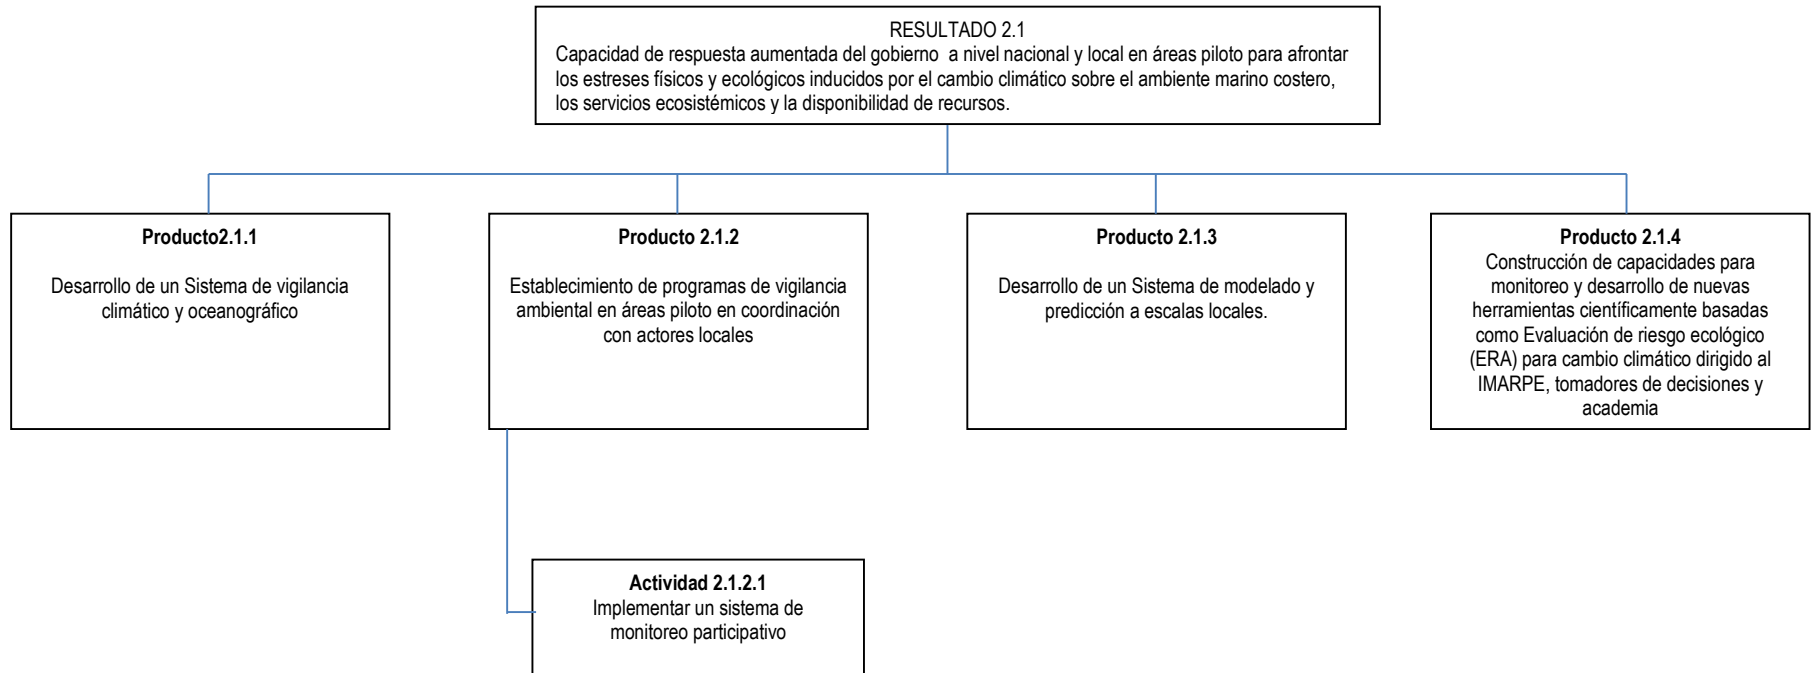 RESULTADO 2.1
Capacidad de respuesta aumentada del gobierno  a nivel nacional y local en áreas piloto para afrontar
los estreses físicos y ecológicos inducidos por el cambio climático sobre el ambiente marino costero,
los servicios ecosistémicos y la disponibilidad de recursos.
Producto2.1.1
Desarrollo de un Sistema de vigilancia
climático y oceanográfico
Producto 2.1.2
Establecimiento de programas de vigilancia
ambiental en áreas piloto en coordinación
con actores locales
Producto 2.1.3
Desarrollo de un Sistema de modelado y
predicción a escalas locales.
Producto 2.1.4
Construcción de capacidades para
monitoreo y desarrollo de nuevas
herramientas científicamente basadas
como Evaluación de riesgo ecológico
(ERA) para cambio climático dirigido al
IMARPE, tomadores de decisiones y
academia
Actividad 2.1.2.1
Implementar un sistema de
monitoreo participativo